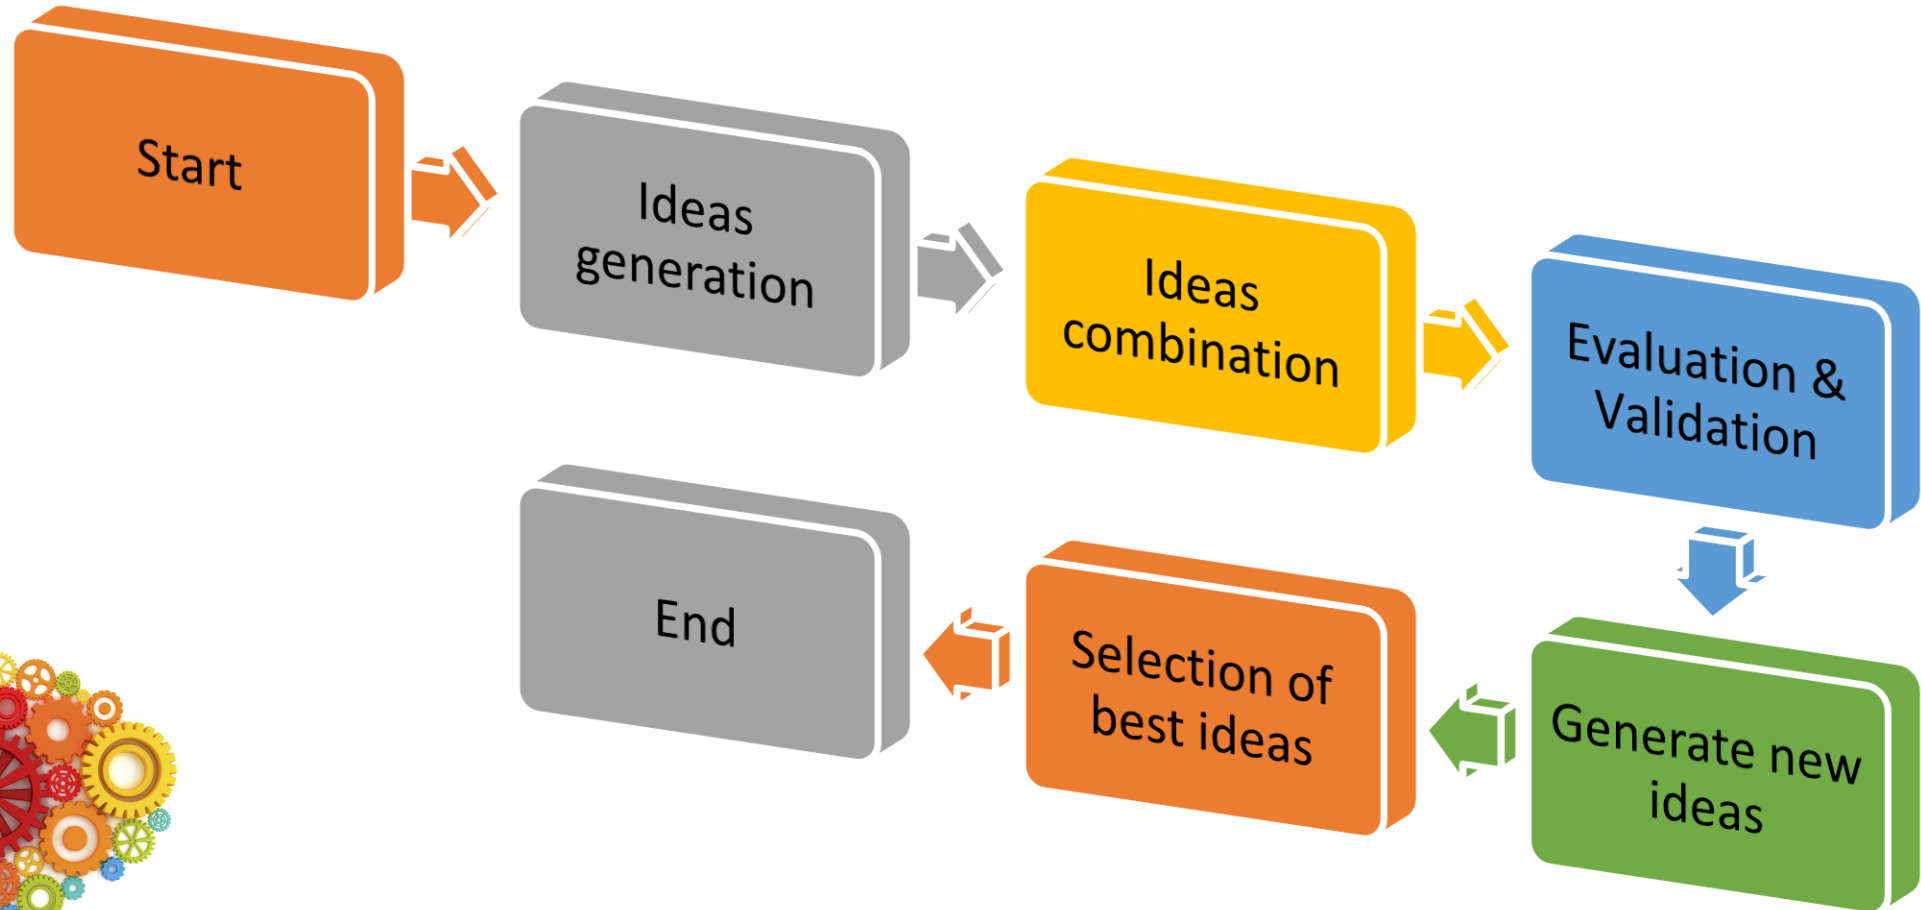 Start
Ideas
generation
Ideas
combination
Evaluation &
Validation
Generate new
ideas
Selection of
best ideas
End